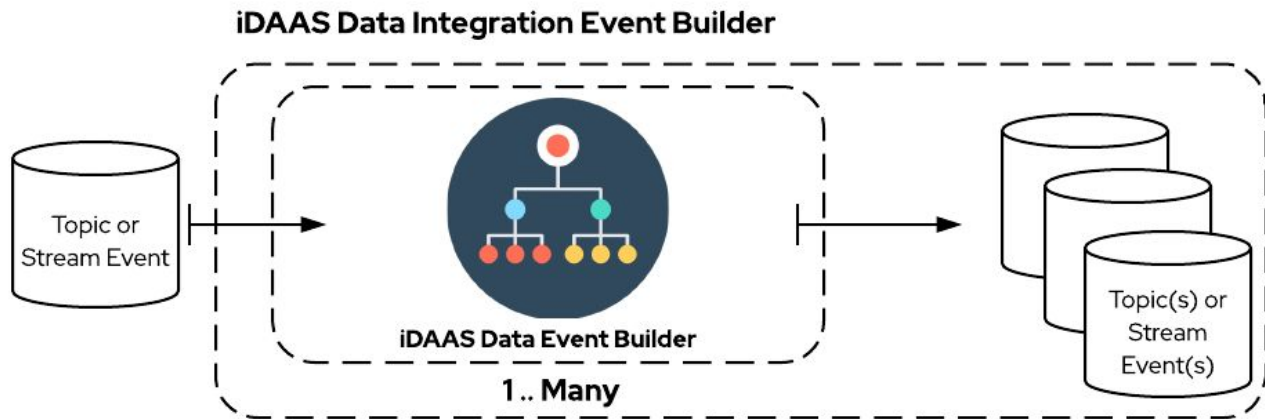 iDAAS Data Integration Event Builder
Topic or
Stream Event
iDAAS Data Event Builder
1.. Many
Topic(s) or
Stream
Event(s)